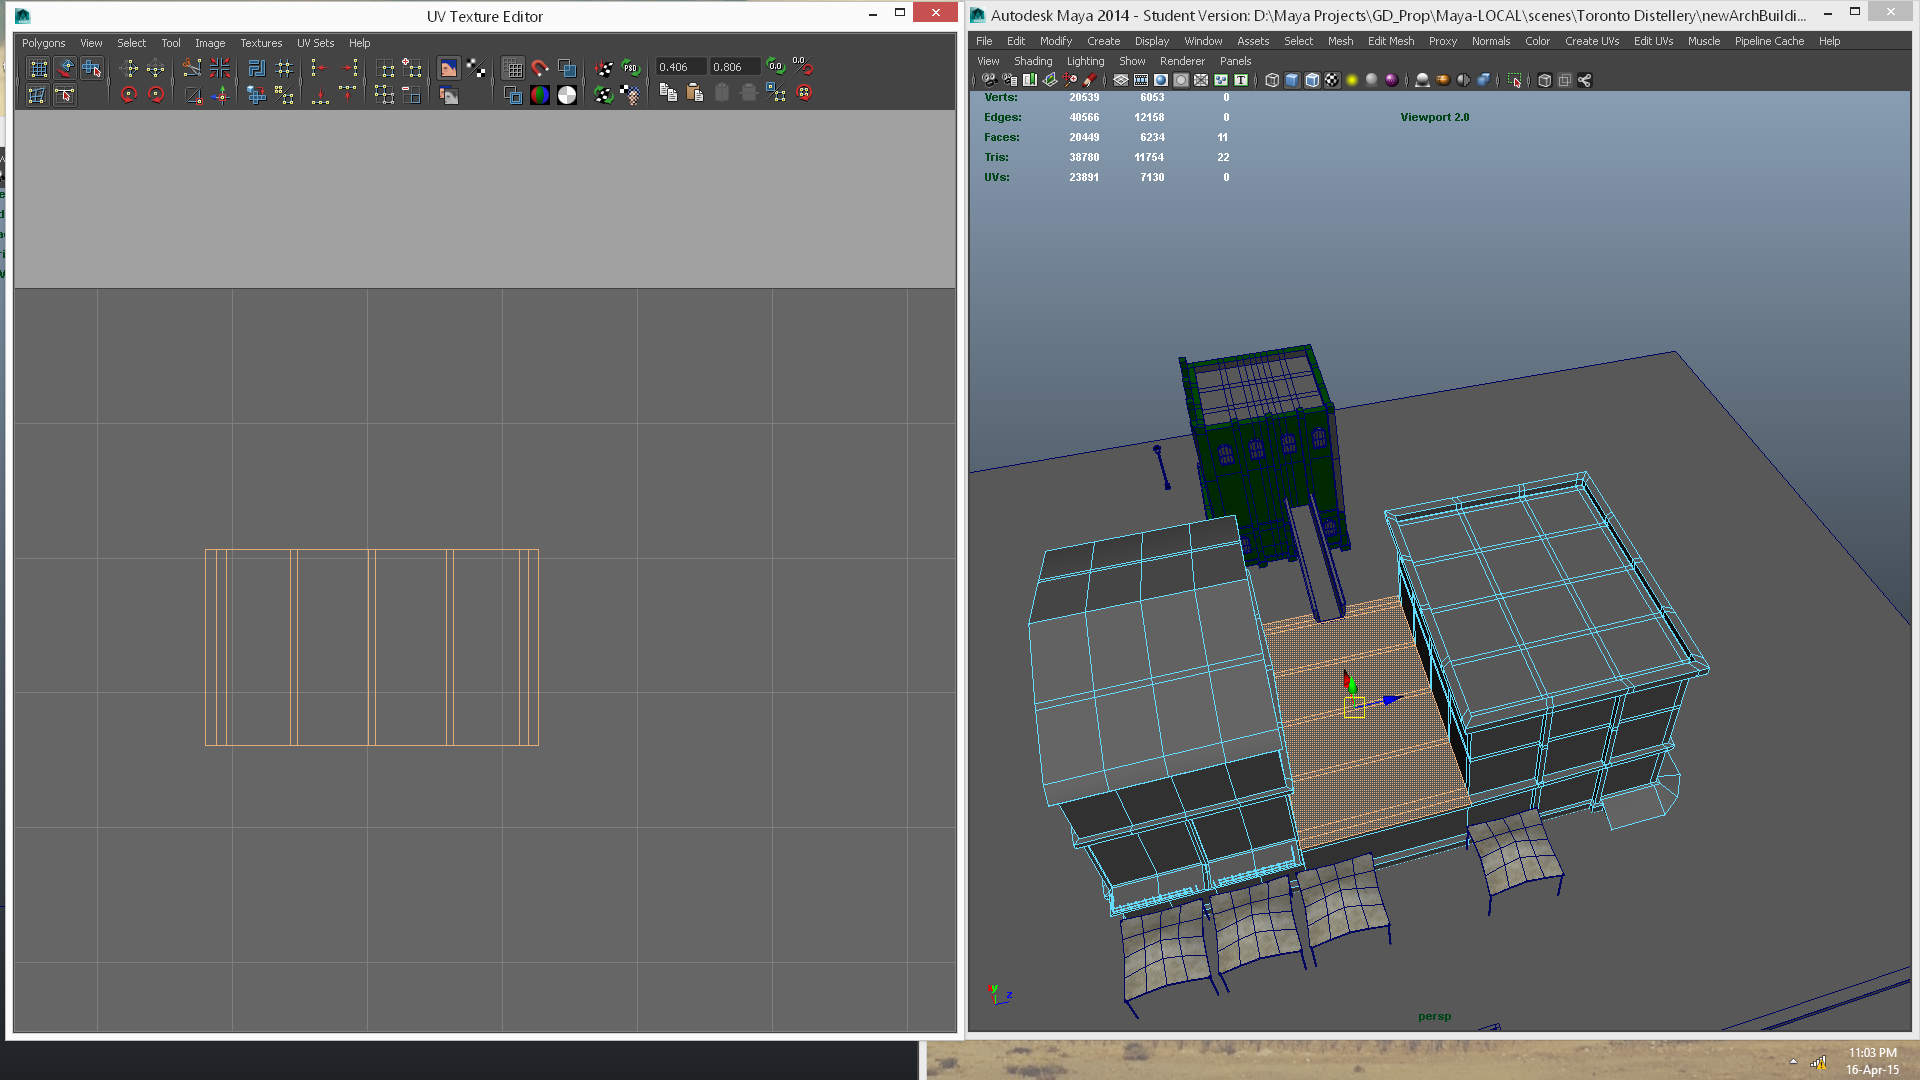 UV Texture Editor
Polygons View Select Tool Image Textures UV Sets Help
0.406 0.806
Autodesk Maya 2014 - Student Version: D:\Maya Projects\GD_Prop\Maya-LOCAL\scenes\Toronto Distellery\newArchBuildi...
File Edit Modify Create Display Window Assets Select Mesh Edit Mesh Proxy Normals Color Create UVs Edit UVs Muscle Pipeline Cache Help
View Shading Lighting Show Renderer Panels
Verts: 20539 6053 0
Edges: 40566 12158 0
Faces: 20449 6234 11
Tris: 38780 11754 22
UVs: 23891 7130 0
Viewport 2.0
y
z
persp
11:03 PM
16-Apr-15